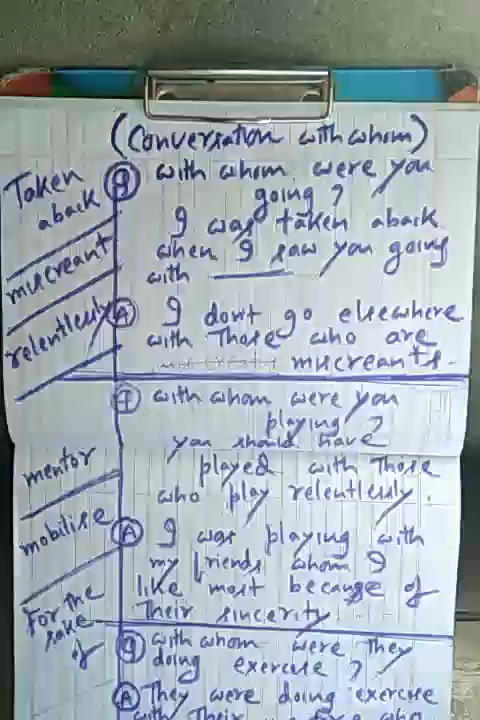 (Conversation with whom)
Taken
aback
miscreant
relentlessly
mentor
mobilise
For the
sake
of
Q with whom were you
going ?
I was taken aback
when I saw you going
with ———
A I don't go elsewhere
with those who are
miscreants.
Q with whom were you
playing ?
you should have
played with those
who play relentlessly.
A I was playing with
my friends whom I
like most because of
their sincerity.
Q with whom were they
doing exercise ?
A They were doing exercise
with their